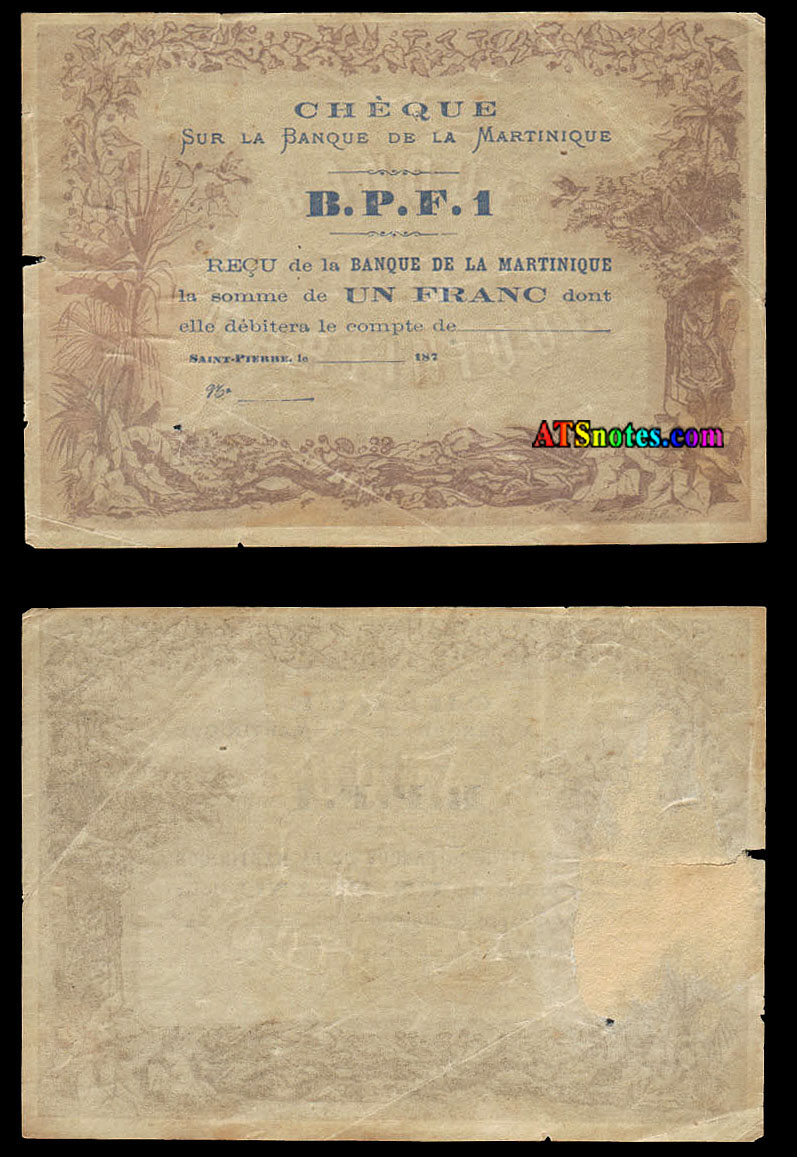 CHÈQUE
SUR LA BANQUE DE LA MARTINIQUE
B.P.F.1
REÇU de la BANQUE DE LA MARTINIQUE
la somme de UN FRANC dont
elle débitera le compte de
SAINT-PIERRE, le 187
No
ATSnotes.com